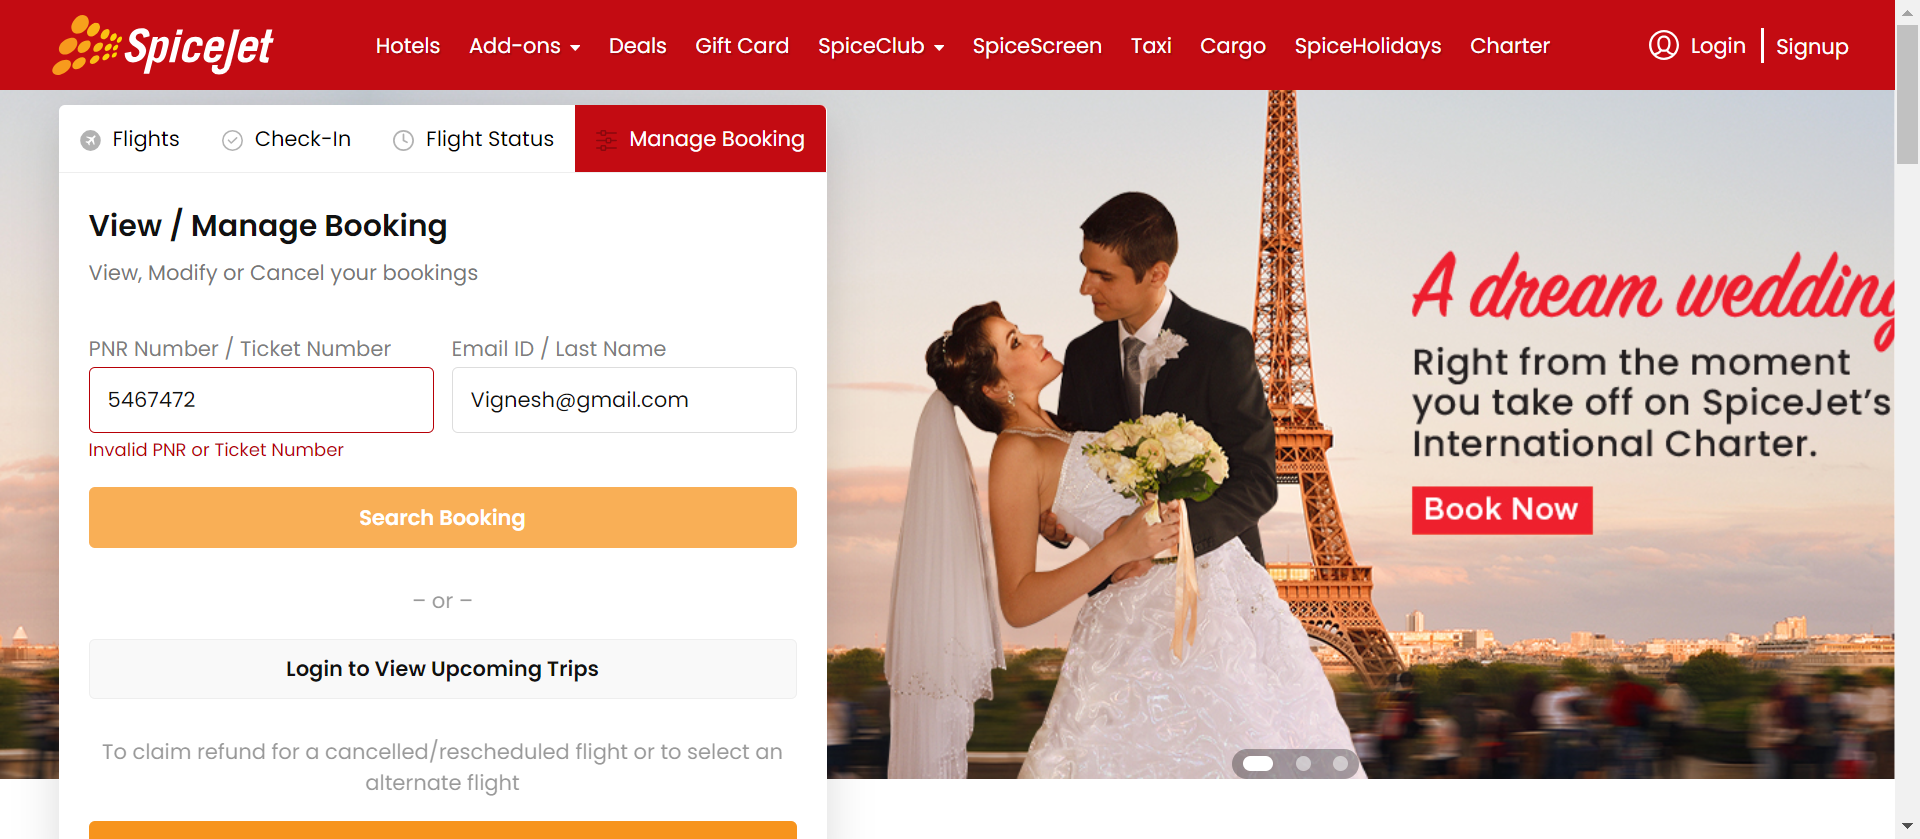 SpiceJet
Hotels Add-ons Deals Gift Card SpiceClub SpiceScreen Taxi Cargo SpiceHolidays Charter Login Signup
Flights Check-In Flight Status Manage Booking
View / Manage Booking
View, Modify or Cancel your bookings
PNR Number / Ticket Number Email ID / Last Name
5467472 Vignesh@gmail.com
Invalid PNR or Ticket Number
Search Booking
– or –
Login to View Upcoming Trips
To claim refund for a cancelled/rescheduled flight or to select an
alternate flight
A dream wedding
Right from the moment
you take off on SpiceJet’s
International Charter.
Book Now